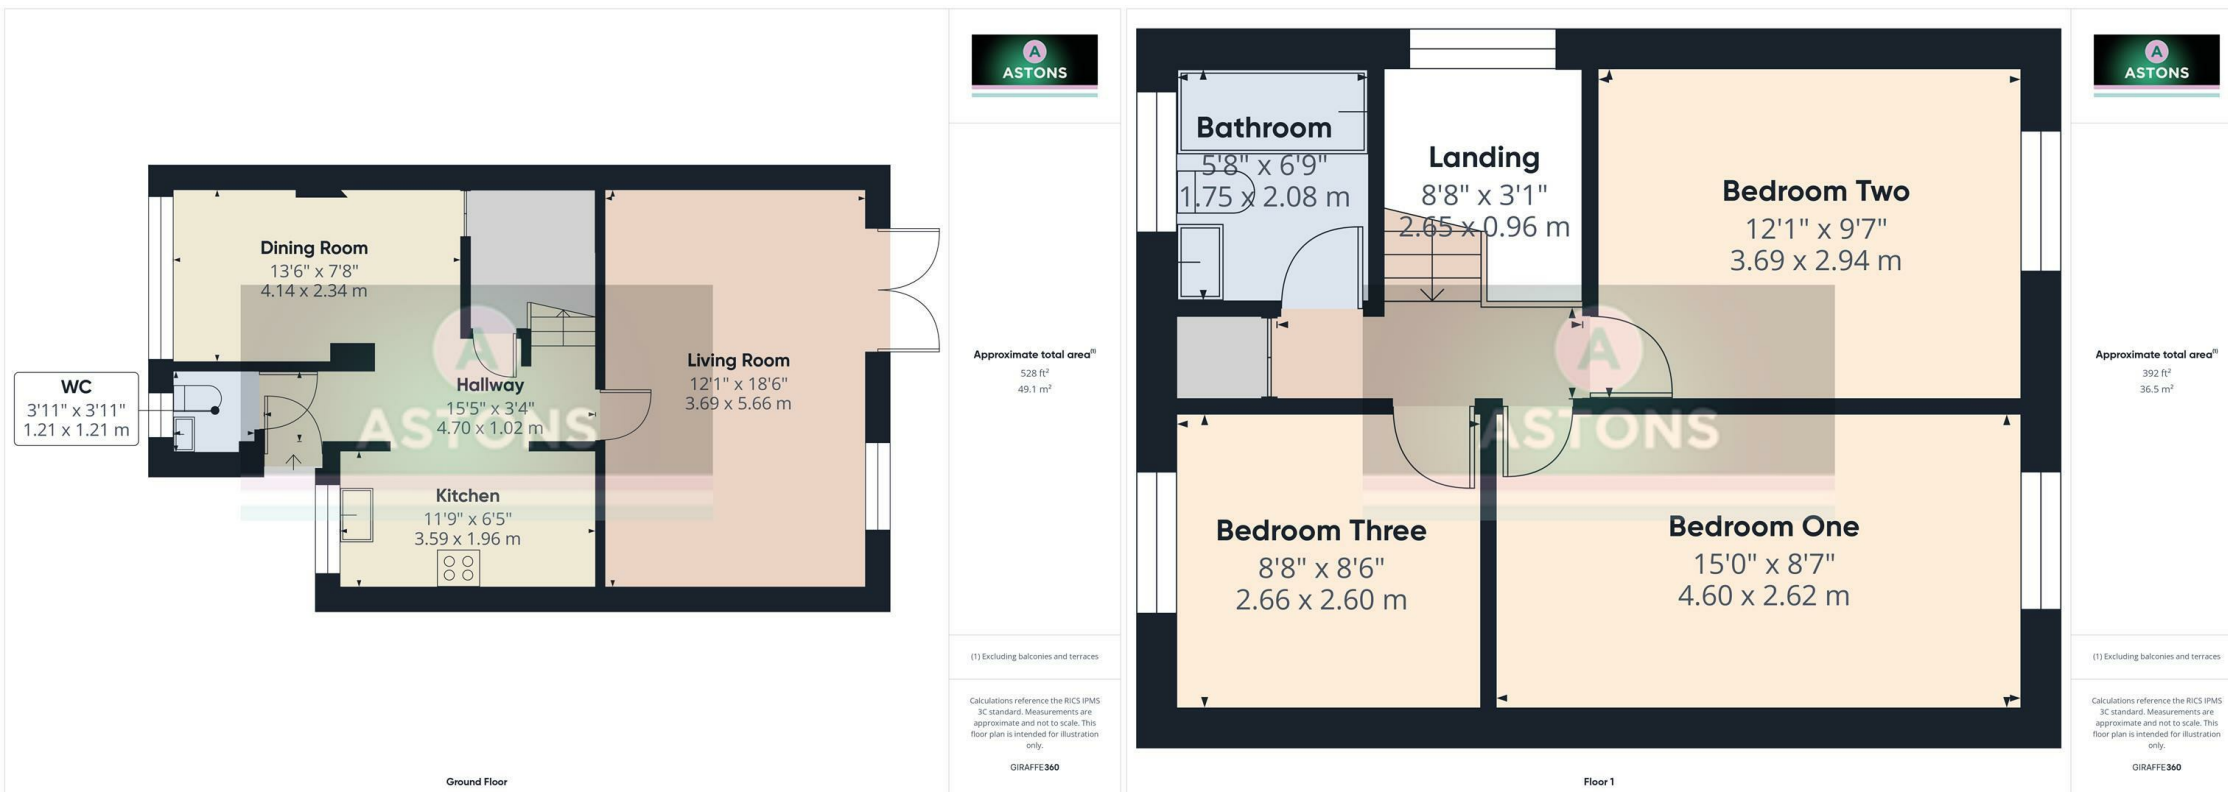 A
ASTONS
Dining Room
13'6" x 7'8"
4.14 x 2.34 m
WC
3'11" x 3'11"
1.21 x 1.21 m
A
Hallway
15'5" x 3'4"
4.70 x 1.02 m
ASTONS
Living Room
12'1" x 18'6"
3.69 x 5.66 m
Kitchen
11'9" x 6'5"
3.59 x 1.96 m
Approximate total area(1)
528 ft²
49.1 m²
(1) Excluding balconies and terraces
Calculations reference the RICS IPMS
3C standard. Measurements are
approximate and not to scale. This
floor plan is intended for illustration
only.
GIRAFFE360
Ground Floor
A
ASTONS
Bathroom
5'8" x 6'9"
1.75 x 2.08 m
Landing
8'8" x 3'1"
2.65 x 0.96 m
Bedroom Two
12'1" x 9'7"
3.69 x 2.94 m
A
ASTONS
Bedroom Three
8'8" x 8'6"
2.66 x 2.60 m
Bedroom One
15'0" x 8'7"
4.60 x 2.62 m
Approximate total area(1)
392 ft²
36.5 m²
(1) Excluding balconies and terraces
Calculations reference the RICS IPMS
3C standard. Measurements are
approximate and not to scale. This
floor plan is intended for illustration
only.
GIRAFFE360
Floor 1